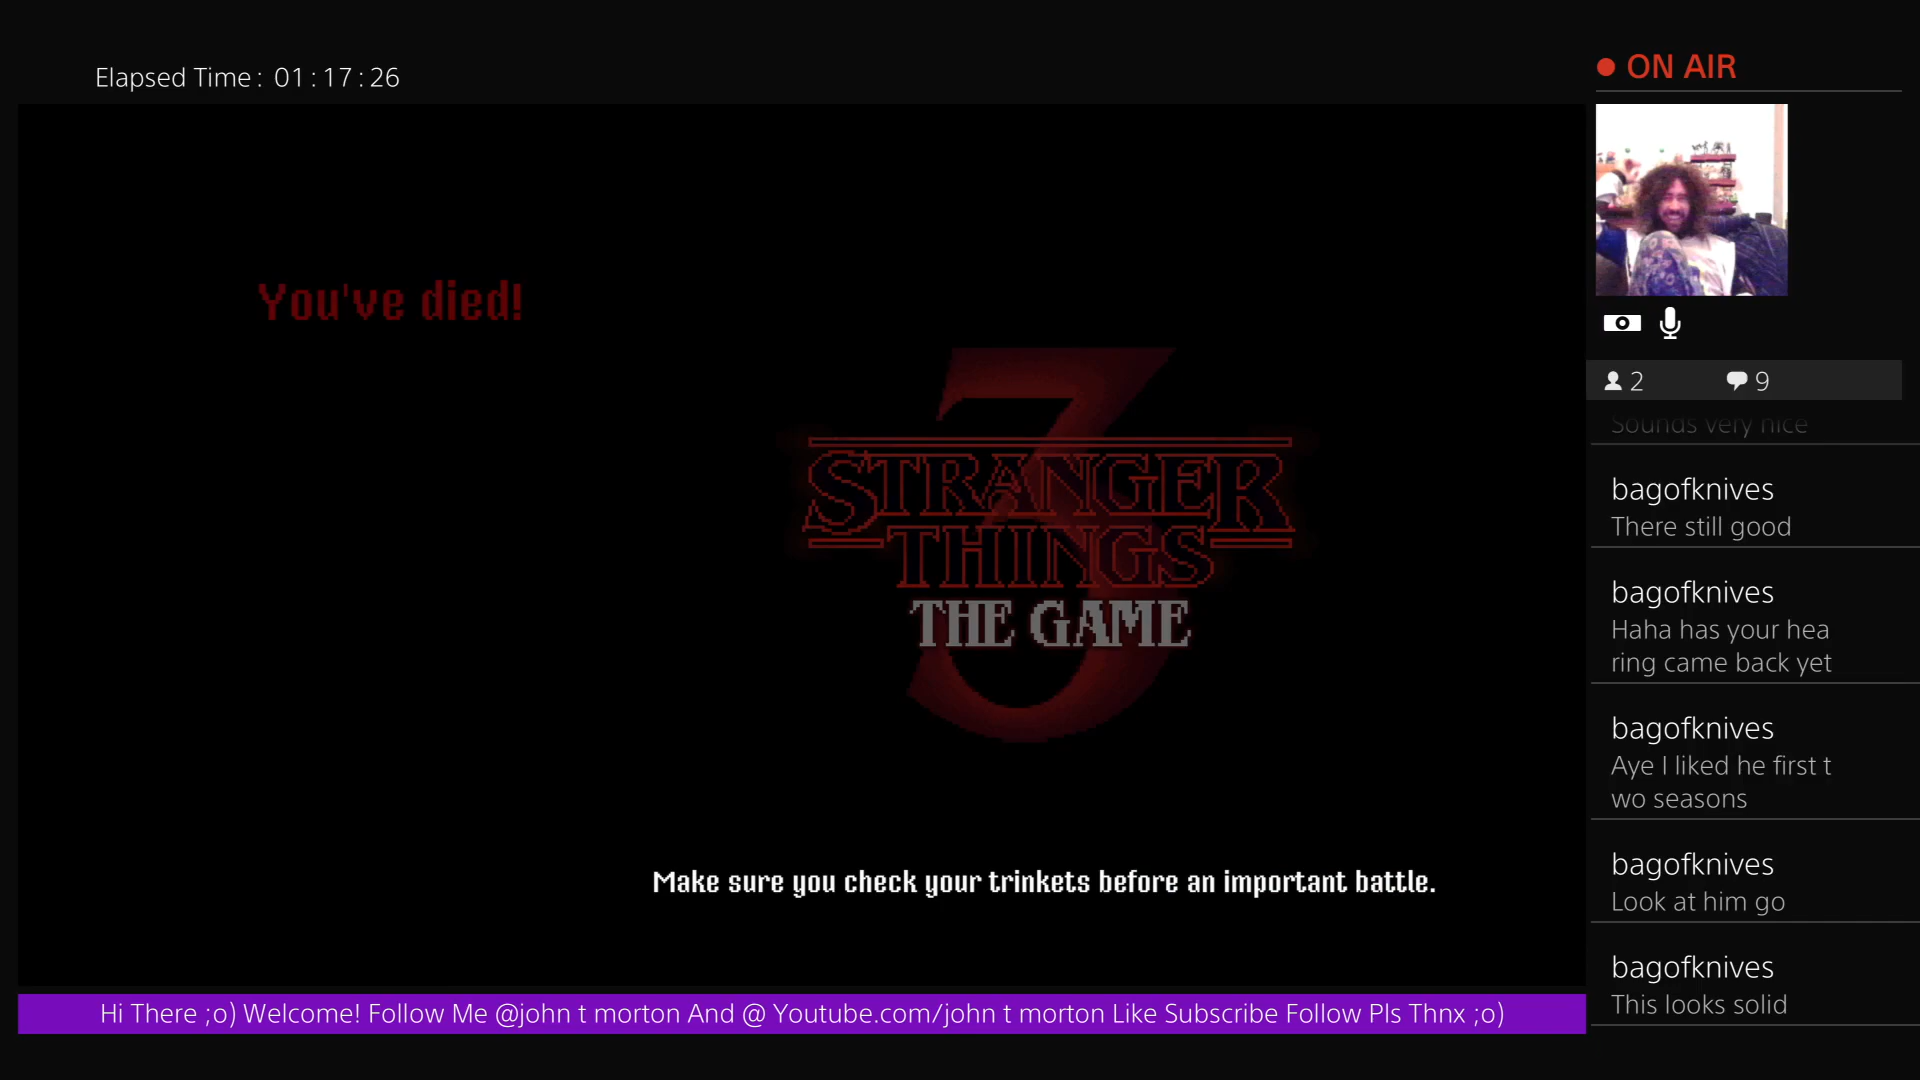 Elapsed Time: 01:17:26
ON AIR
You've died!
3
STRANGER
THINGS
THE GAME
Make sure you check your trinkets before an important battle.
2 9
Sounds very nice
bagofknives
There still good
bagofknives
Haha has your hea
ring came back yet
bagofknives
Aye I liked he first t
wo seasons
bagofknives
Look at him go
bagofknives
This looks solid
Hi There ;o) Welcome! Follow Me @john t morton And @ Youtube.com/john t morton Like Subscribe Follow Pls Thnx ;o)